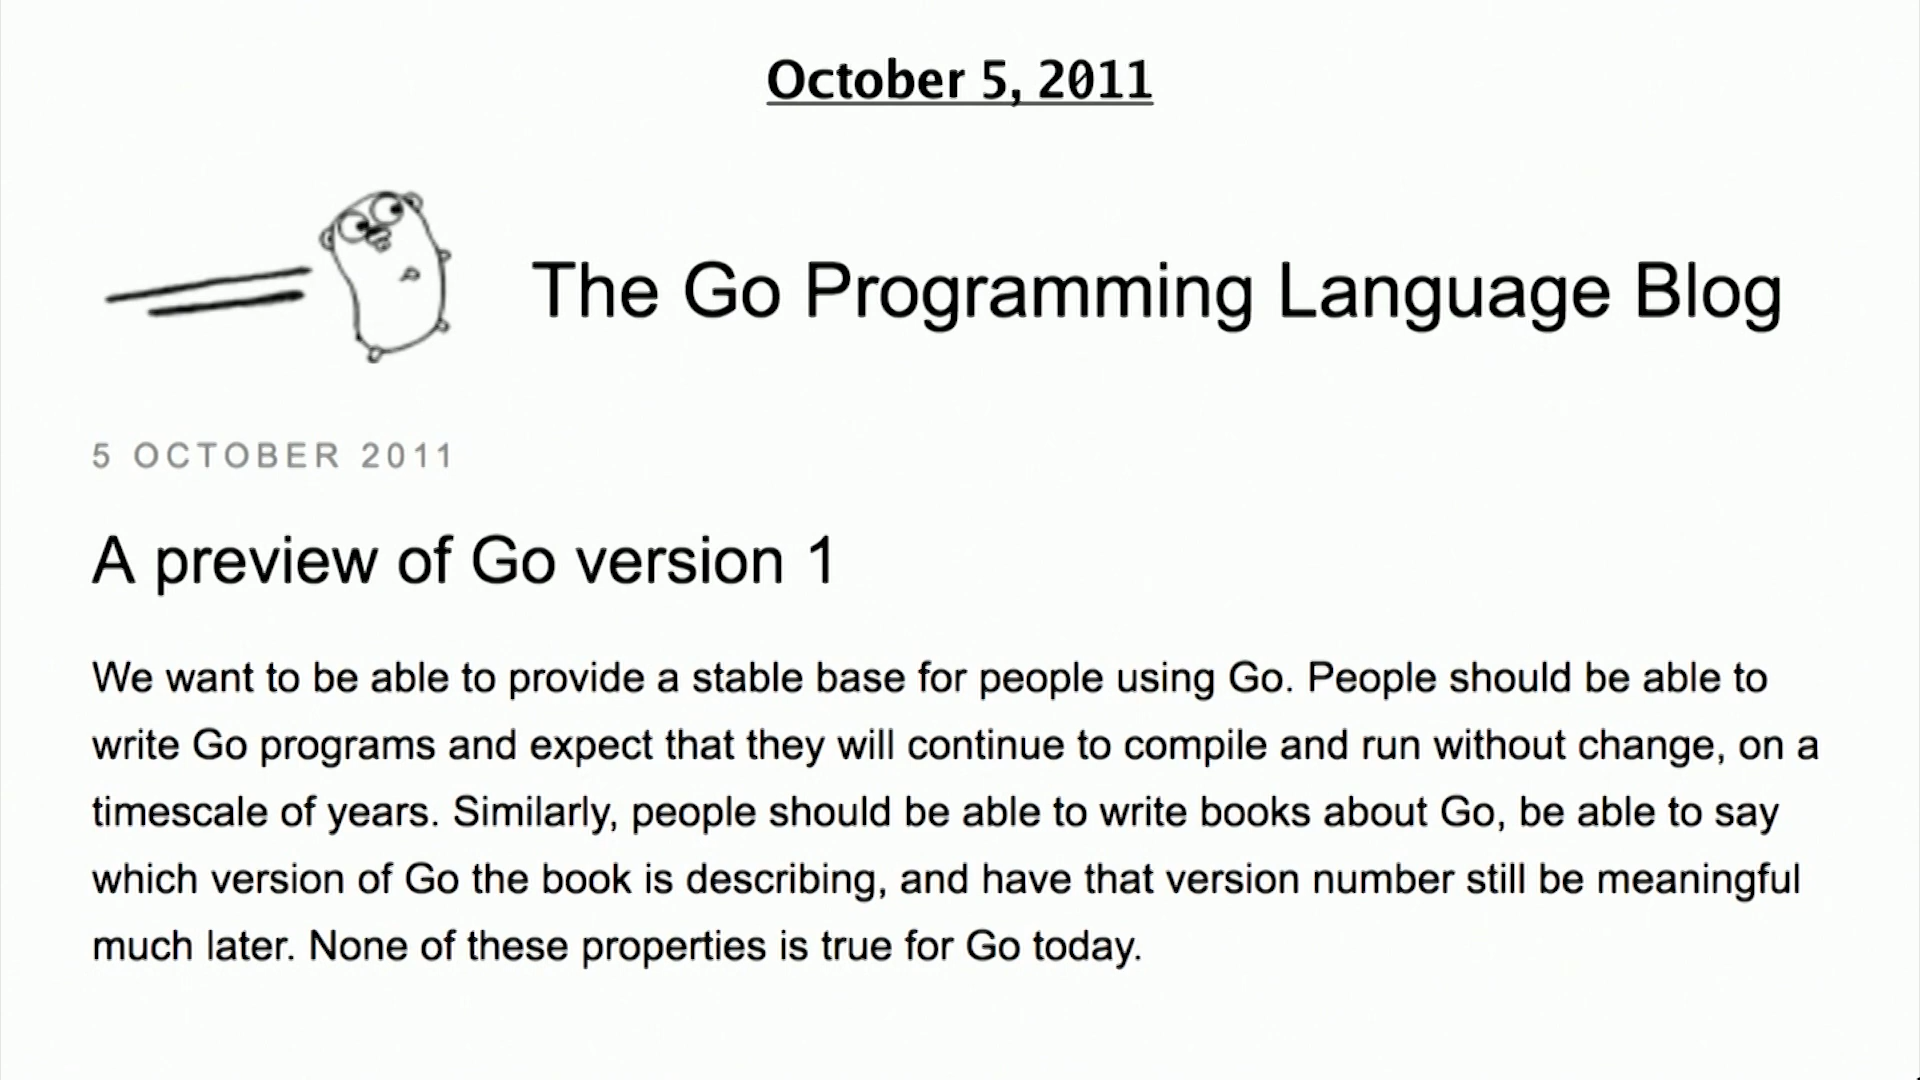 October 5, 2011
The Go Programming Language Blog
5 OCTOBER 2011
A preview of Go version 1
We want to be able to provide a stable base for people using Go. People should be able to
write Go programs and expect that they will continue to compile and run without change, on a
timescale of years. Similarly, people should be able to write books about Go, be able to say
which version of Go the book is describing, and have that version number still be meaningful
much later. None of these properties is true for Go today.